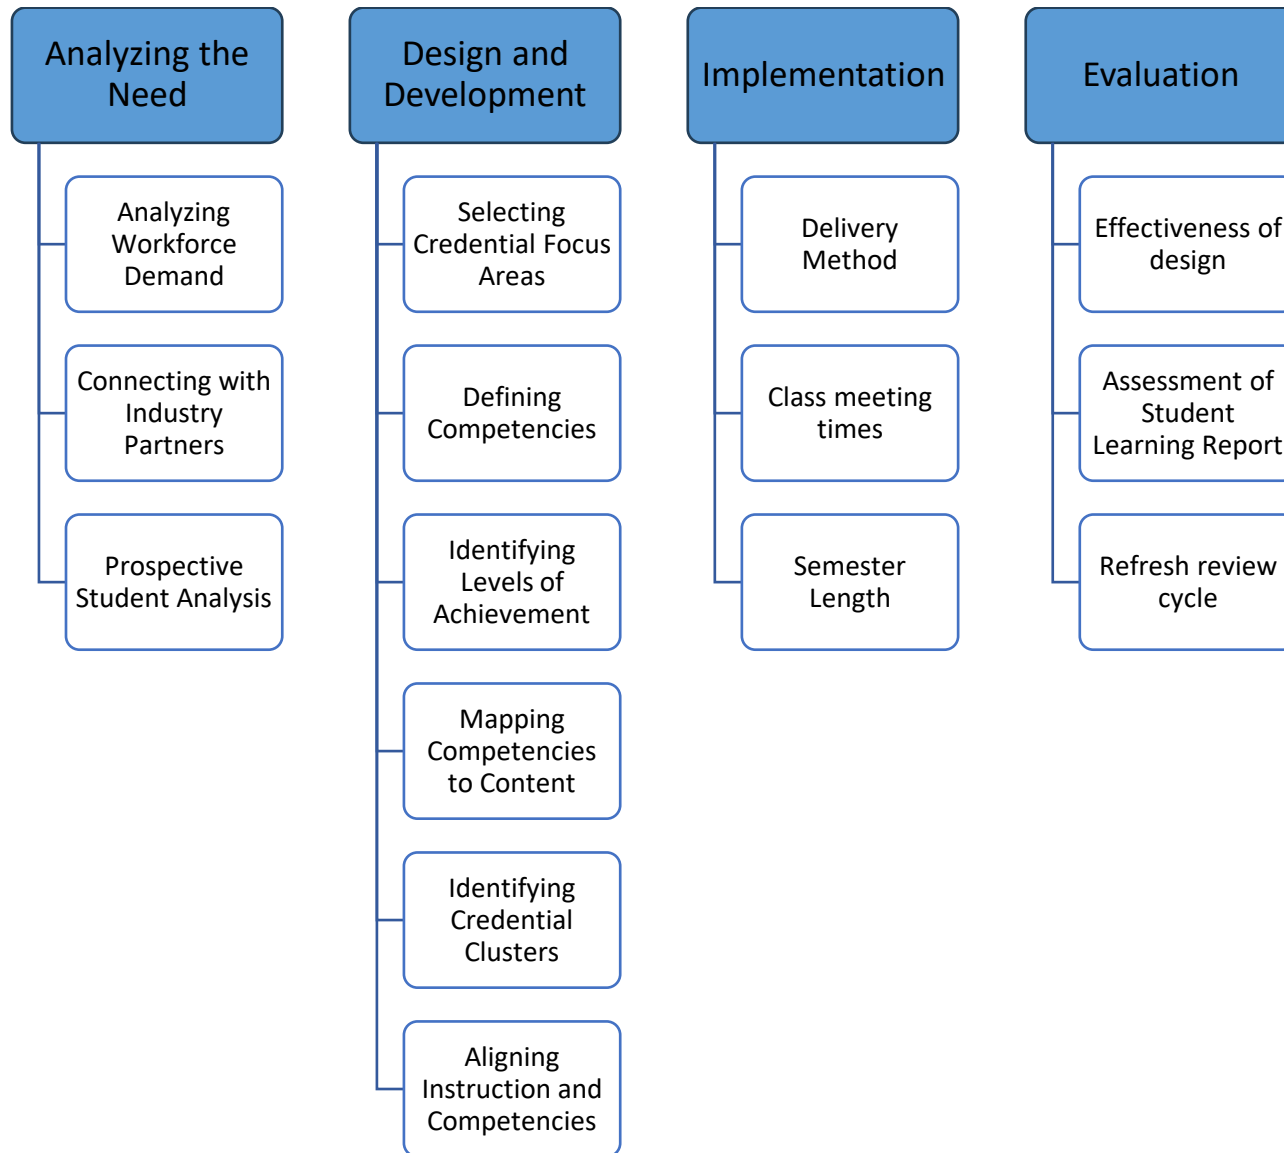 Analyzing the
Need
Analyzing
Workforce
Demand
Connecting with
Industry
Partners
Prospective
Student Analysis
Design and
Development
Selecting
Credential Focus
Areas
Defining
Competencies
Identifying
Levels of
Achievement
Mapping
Competencies
to Content
Identifying
Credential
Clusters
Aligning
Instruction and
Competencies
Implementation
Delivery
Method
Class meeting
times
Semester
Length
Evaluation
Effectiveness of
design
Assessment of
Student
Learning Report
Refresh review
cycle